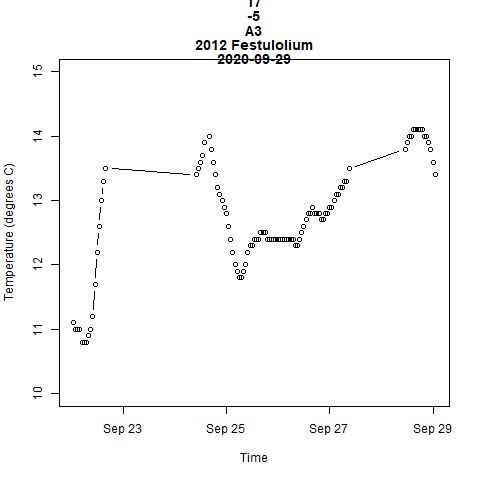 17
-5
A3
2012 Festulolium
2020-09-29
Temperature (degrees C)
15
14
13
12
11
10
Sep 23
Sep 25
Sep 27
Sep 29
Time